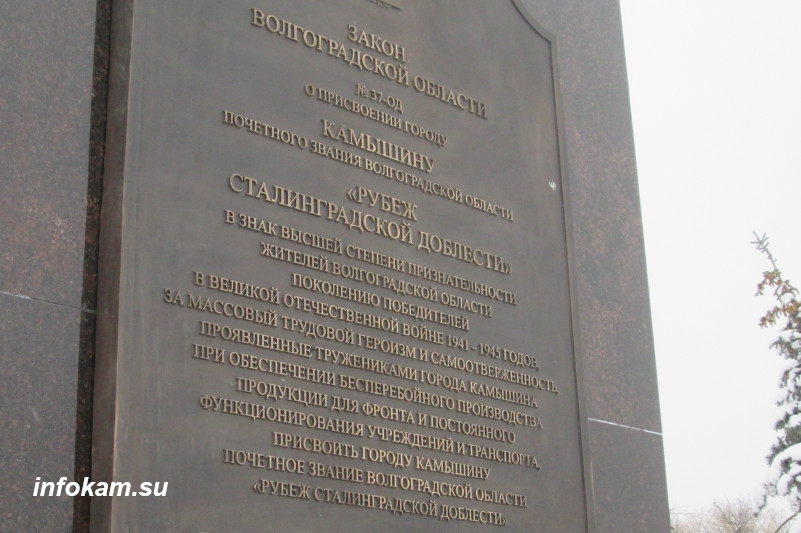 ЗАКОН
ВОЛГОГРАДСКОЙ ОБЛАСТИ
№ 37-ОД
О ПРИСВОЕНИИ ГОРОДУ
КАМЫШИНУ
ПОЧЕТНОГО ЗВАНИЯ ВОЛГОГРАДСКОЙ ОБЛАСТИ
«РУБЕЖ
СТАЛИНГРАДСКОЙ ДОБЛЕСТИ»
В ЗНАК ВЫСШЕЙ СТЕПЕНИ ПРИЗНАТЕЛЬНОСТИ
ЖИТЕЛЕЙ ВОЛГОГРАДСКОЙ ОБЛАСТИ
ПОКОЛЕНИЮ ПОБЕДИТЕЛЕЙ
В ВЕЛИКОЙ ОТЕЧЕСТВЕННОЙ ВОЙНЕ 1941 - 1945 ГОДОВ,
ЗА МАССОВЫЙ ТРУДОВОЙ ГЕРОИЗМ И САМООТВЕРЖЕННОСТЬ,
ПРОЯВЛЕННЫЕ ТРУЖЕНИКАМИ ГОРОДА КАМЫШИНА
ПРИ ОБЕСПЕЧЕНИИ БЕСПЕРЕБОЙНОГО ПРОИЗВОДСТВА
ПРОДУКЦИИ ДЛЯ ФРОНТА И ПОСТОЯННОГО
ФУНКЦИОНИРОВАНИЯ УЧРЕЖДЕНИЙ И ТРАНСПОРТА,
ПРИСВОИТЬ ГОРОДУ КАМЫШИНУ
ПОЧЕТНОЕ ЗВАНИЕ ВОЛГОГРАДСКОЙ ОБЛАСТИ
«РУБЕЖ СТАЛИНГРАДСКОЙ ДОБЛЕСТИ»
infokam.su